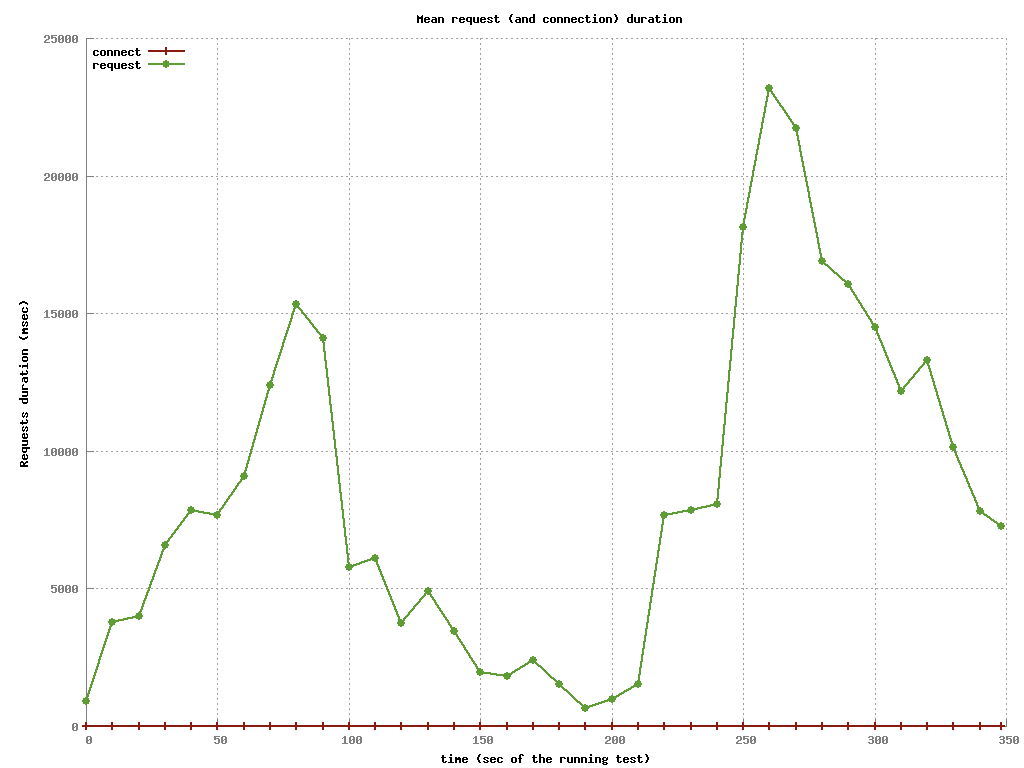 Mean request (and connection) duration
connect
request
25000
20000
15000
10000
5000
0
Requests duration (msec)
0 50 100 150 200 250 300 350
time (sec of the running test)